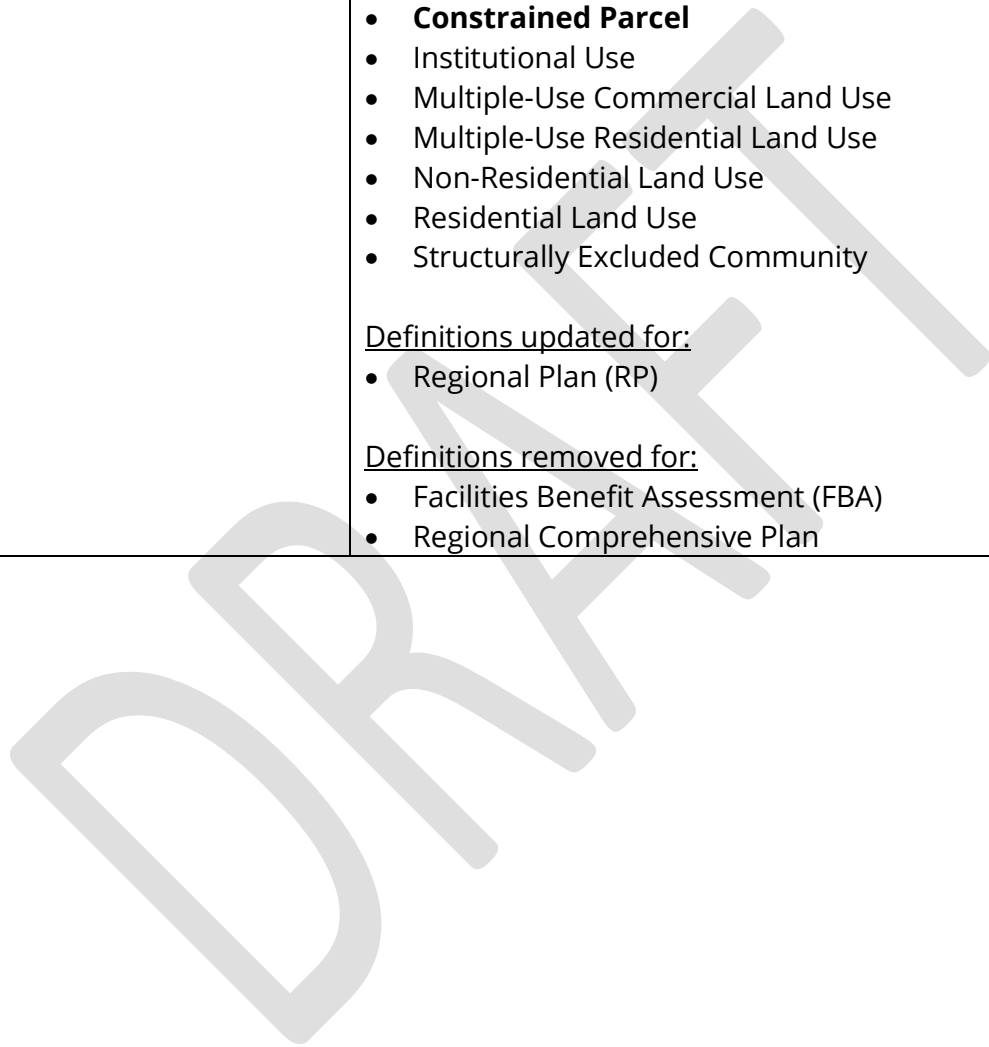 • Constrained Parcel
• Institutional Use
• Multiple-Use Commercial Land Use
• Multiple-Use Residential Land Use
• Non-Residential Land Use
• Residential Land Use
• Structurally Excluded Community
Definitions updated for:
• Regional Plan (RP)
Definitions removed for:
• Facilities Benefit Assessment (FBA)
• Regional Comprehensive Plan
DRAFT